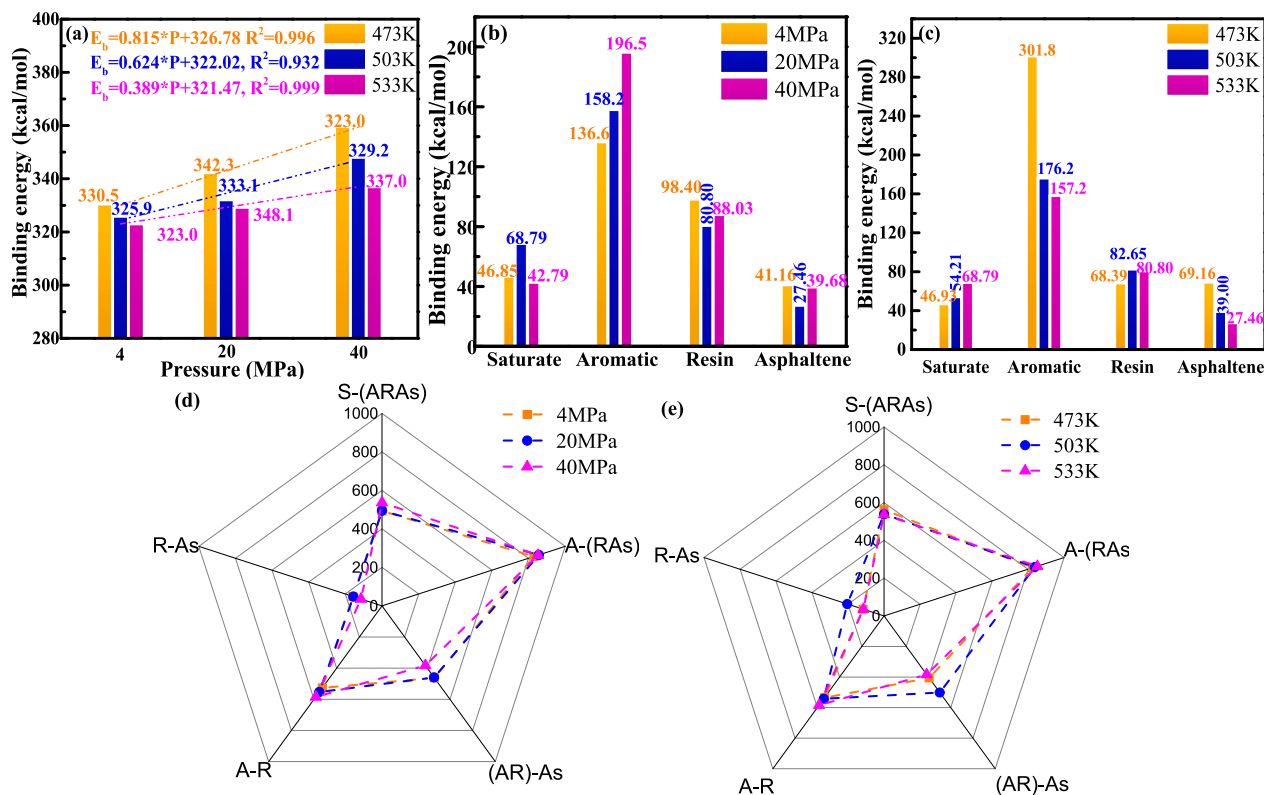 (a)
E_b=0.815*P+326.78 R²=0.996
E_b=0.624*P+322.02, R²=0.932
E_b=0.389*P+321.47, R²=0.999
473K
503K
533K
Binding energy (kcal/mol)
400
380
360
340
320
300
280
330.5
325.9
323.0
342.3
333.1
348.1
323.0
329.2
337.0
4
20
40
Pressure (MPa)
(b)
4MPa
20MPa
40MPa
Binding energy (kcal/mol)
200
160
120
80
40
0
46.85
68.79
42.79
136.6
158.2
196.5
98.40
80.80
88.03
41.16
27.46
39.68
Saturate
Aromatic
Resin
Asphaltene
(c)
473K
503K
533K
Binding energy (kcal/mol)
320
280
240
200
160
120
80
40
0
46.93
54.21
68.79
301.8
176.2
157.2
68.39
82.65
80.80
69.16
39.00
27.46
Saturate
Aromatic
Resin
Asphaltene
(d)
S-(ARAs)
4MPa
20MPa
40MPa
1000
800
600
400
200
0
R-As
A-(RAs)
A-R
(AR)-As
(e)
S-(ARAs)
473K
503K
533K
1000
800
600
400
200
0
R-As
A-(RAs
A-R
(AR)-As